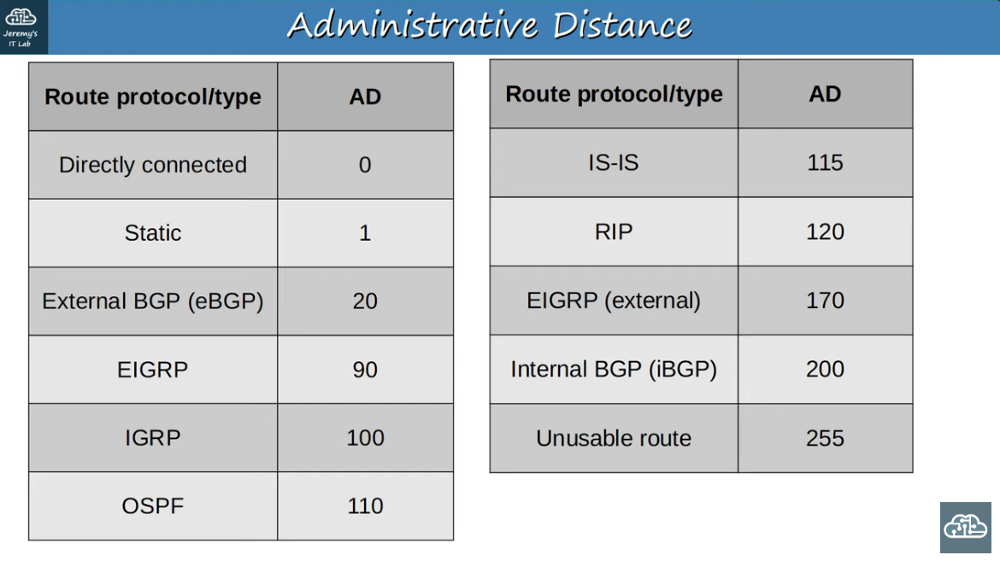 Jeremy's
IT Lab
Administrative Distance
Route protocol/type AD
Directly connected 0
Static 1
External BGP (eBGP) 20
EIGRP 90
IGRP 100
OSPF 110
Route protocol/type AD
IS-IS 115
RIP 120
EIGRP (external) 170
Internal BGP (iBGP) 200
Unusable route 255